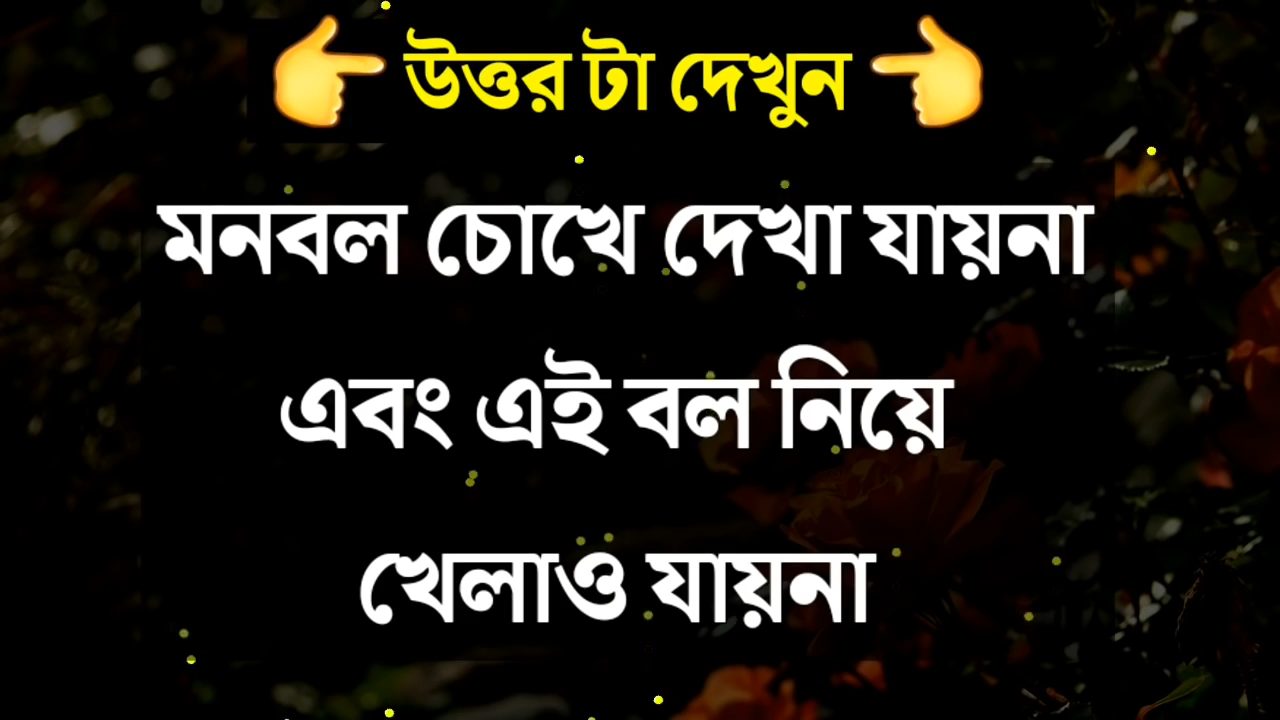 👉 উত্তর টা দেখুন 👈
মনবল চোখে দেখা যায়না
এবং এই বল নিয়ে
খেলাও যায়না